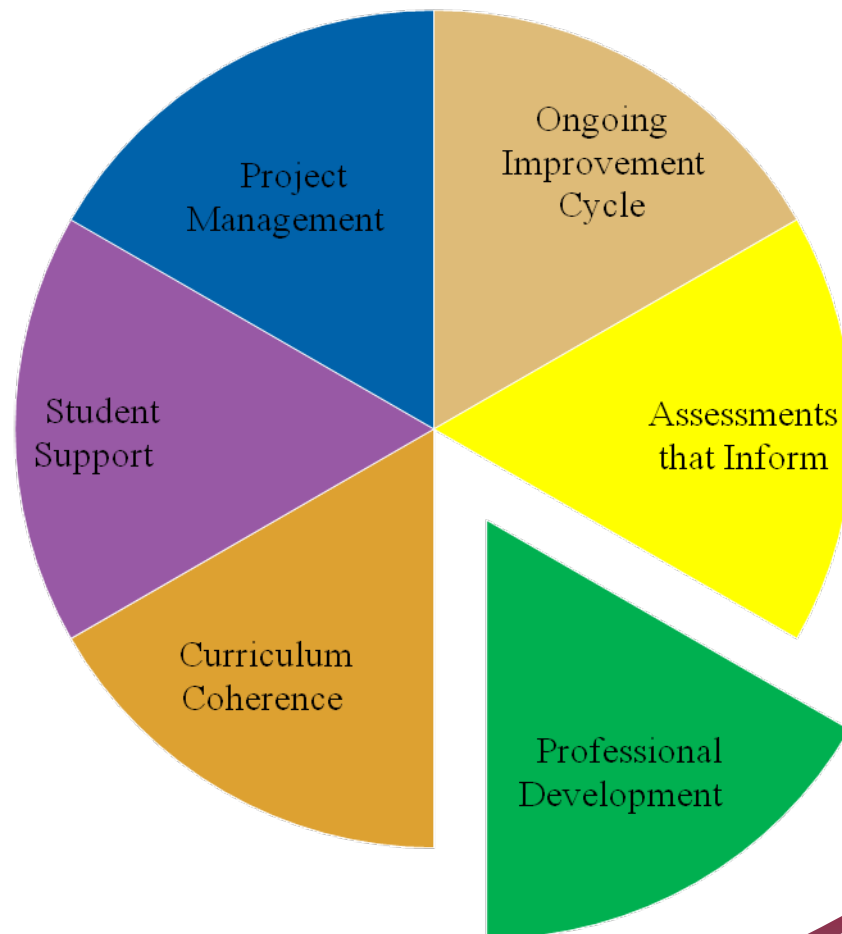 Ongoing
Improvement
Cycle
Project
Management
Assessments
that Inform
Student
Support
Curriculum
Coherence
Professional
Development